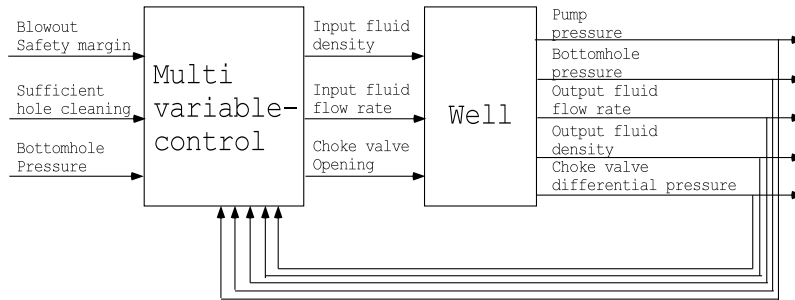 Blowout
Safety margin
Sufficient
hole cleaning
Bottomhole
Pressure
Multi
variable-
control
Input fluid
density
Input fluid
flow rate
Choke valve
Opening
Well
Pump
pressure
Bottomhole
pressure
Output fluid
flow rate
Output fluid
density
Choke valve
differential pressure